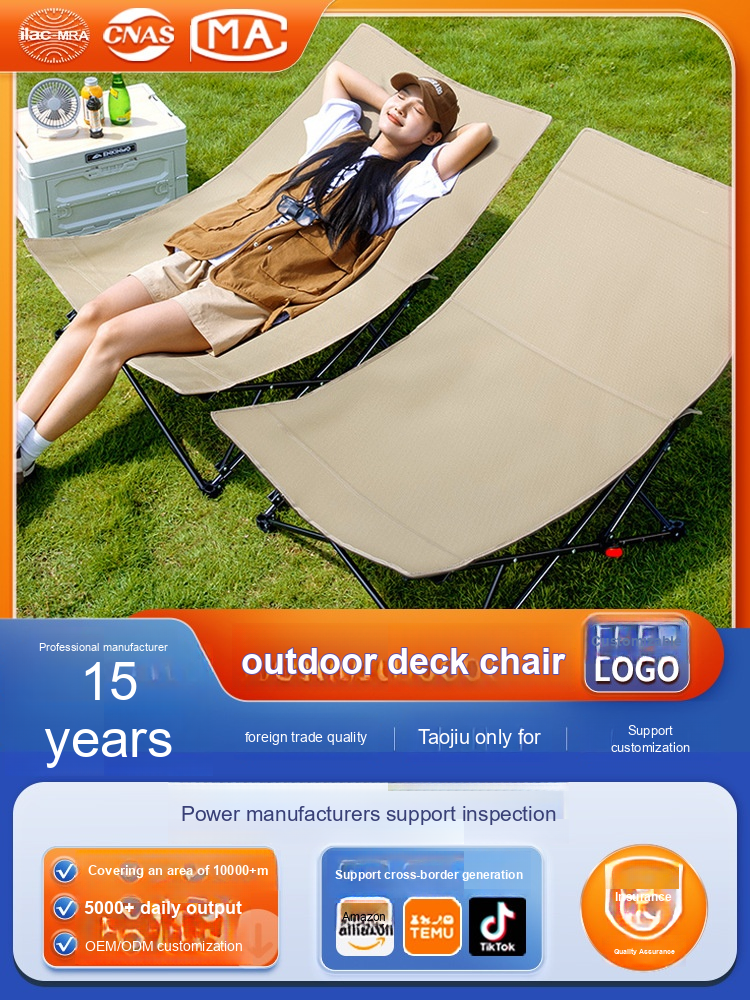 ilac-MRA
CNAS
MA
Professional manufacturer
15
years
outdoor deck chair
LOGO
foreign trade quality
Taojiu only for
Support
customization
Power manufacturers support inspection
Covering an area of 10000+m
5000+ daily output
OEM/ODM customization
Support cross-border generation
Amazon
amazon
TEMU
TikTok
Insurance
Quality Assurance